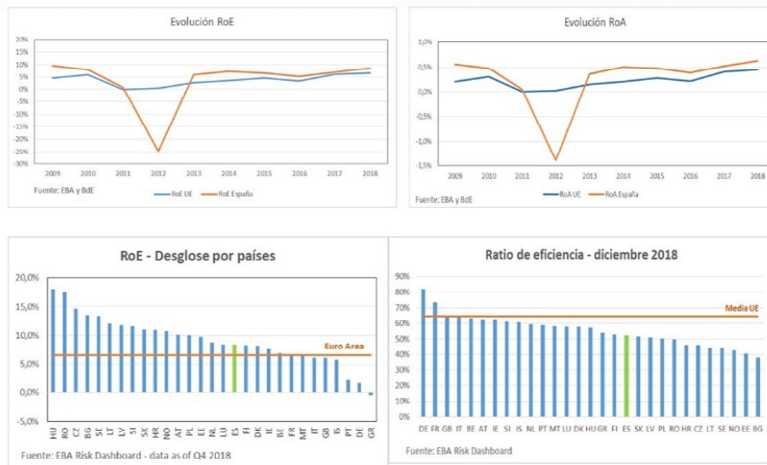 Evolución RoE
20%
15%
10%
5%
0%
-5%
-10%
-15%
-20%
-25%
-30%
2009 2010 2011 2012 2013 2014 2015 2016 2017 2018
Fuente: EBA y BdE
RoE UE RoE España
Evolución RoA
1,0%
0,5%
0,0%
-0,5%
-1,0%
-1,5%
2009 2010 2011 2012 2013 2014 2015 2016 2017 2018
Fuente: EBA y BdE
RoA UE RoA España
RoE - Desglose por países
20,0%
15,0%
10,0%
5,0%
0,0%
-5,0%
Euro Area
HU RO CZ BG SE LT LV SI SK HR NO AT PL EE NL LU ES FI DK IE BE FR MT IT GB IS PT DE GR
Fuente: EBA Risk Dashboard - data as of Q4 2018
Ratio de eficiencia - diciembre 2018
90%
80%
70%
60%
50%
40%
30%
20%
10%
0%
Media UE
DE FR GB IT BE AT IE SI IS NL PT MT LU DK HU GR FI ES SK LV PL RO HR CZ LT SE NO EE BG
Fuente: EBA Risk Dashboard